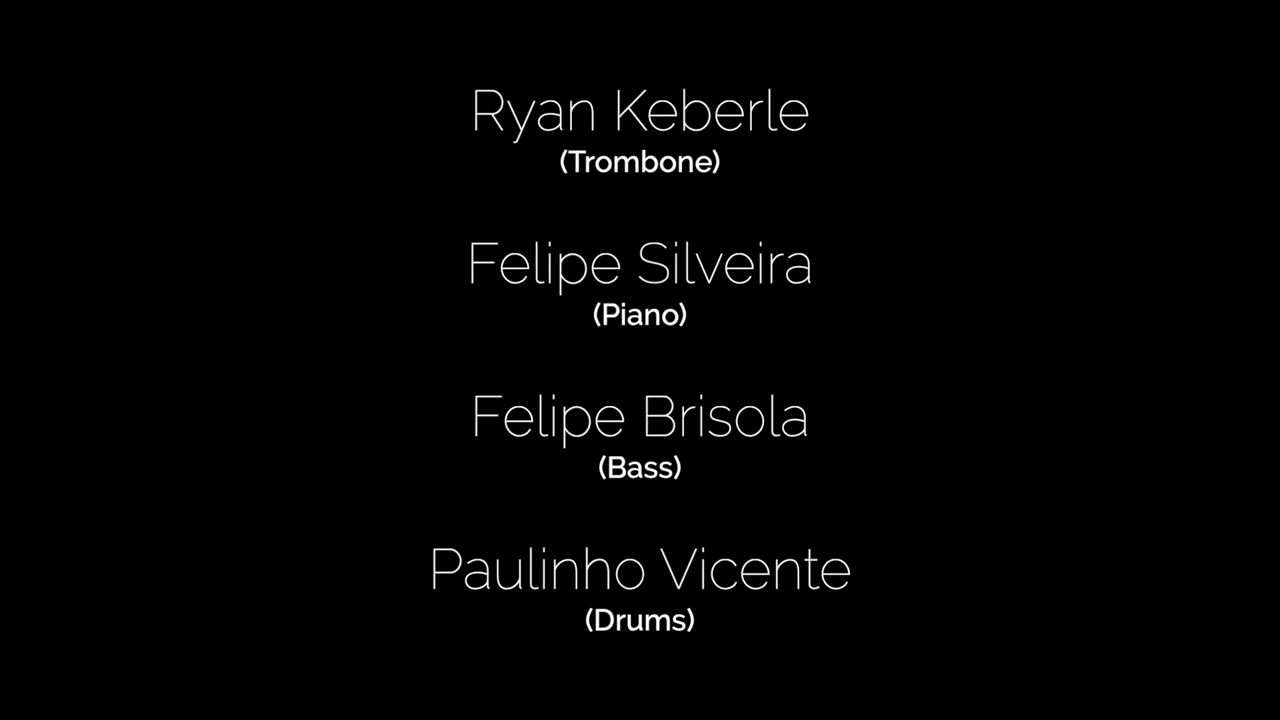 Ryan Keberle
(Trombone)
Felipe Silveira
(Piano)
Felipe Brisola
(Bass)
Paulinho Vicente
(Drums)